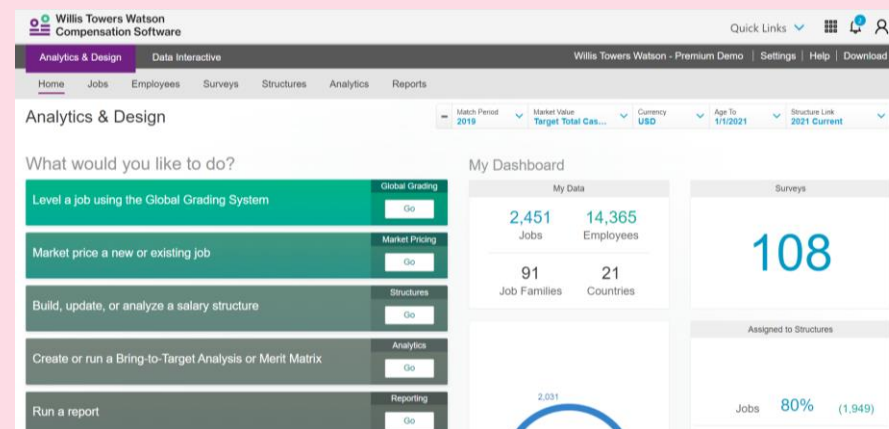 Willis Towers Watson
Compensation Software
Quick Links
2
Analytics & Design
Data Interactive
Willis Towers Watson - Premium Demo | Settings | Help | Download
Home
Jobs
Employees
Surveys
Structures
Analytics
Reports
Analytics & Design
Match Period
2019
Market Value
Target Total Cas...
Currency
USD
Age To
1/1/2021
Structure Link
2021 Current
What would you like to do?
Level a job using the Global Grading System
Global Grading
Go
Market price a new or existing job
Market Pricing
Go
Build, update, or analyze a salary structure
Structures
Go
Create or run a Bring-to-Target Analysis or Merit Matrix
Analytics
Go
Run a report
Reporting
Go
My Dashboard
My Data
2,451
Jobs
14,365
Employees
91
Job Families
21
Countries
Surveys
108
2,031
Assigned to Structures
Jobs 80% (1,949)